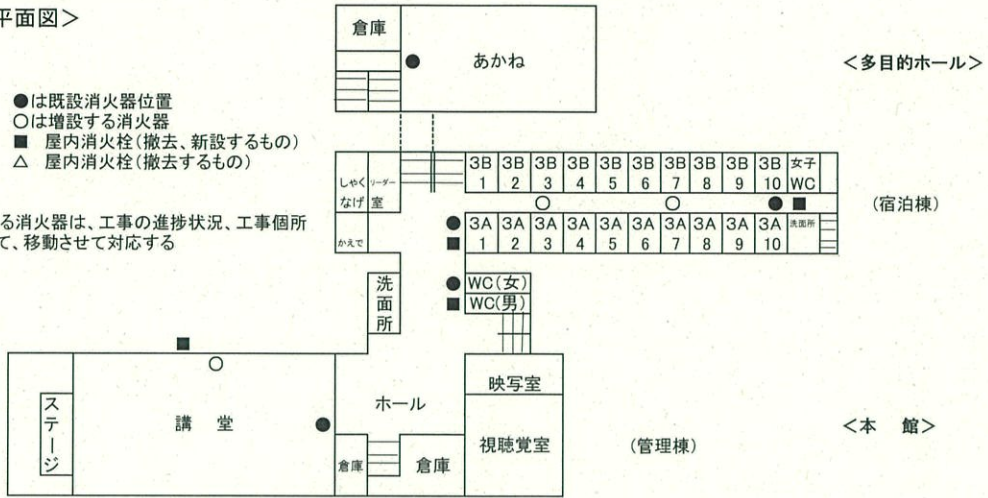 平面図＞
倉庫
あかね
＜多目的ホール＞
●は既設消火器位置
○は増設する消火器
■ 屋内消火栓（撤去、新設するもの）
△ 屋内消火栓（撤去するもの）
る消火器は、工事の進捗状況、工事個所
て、移動させて対応する
しゃく
なげ
リーダー
室
かえで
3B 3B 3B 3B 3B 3B 3B 3B 3B 3B 女子
1 2 3 4 5 6 7 8 9 10 WC
（宿泊棟）
3A 3A 3A 3A 3A 3A 3A 3A 3A 3A 洗面所
1 2 3 4 5 6 7 8 9 10
洗面所
WC（女）
WC（男）
ステージ
講 堂
ホール
倉庫
倉庫
映写室
視聴覚室
（管理棟）
＜本 館＞